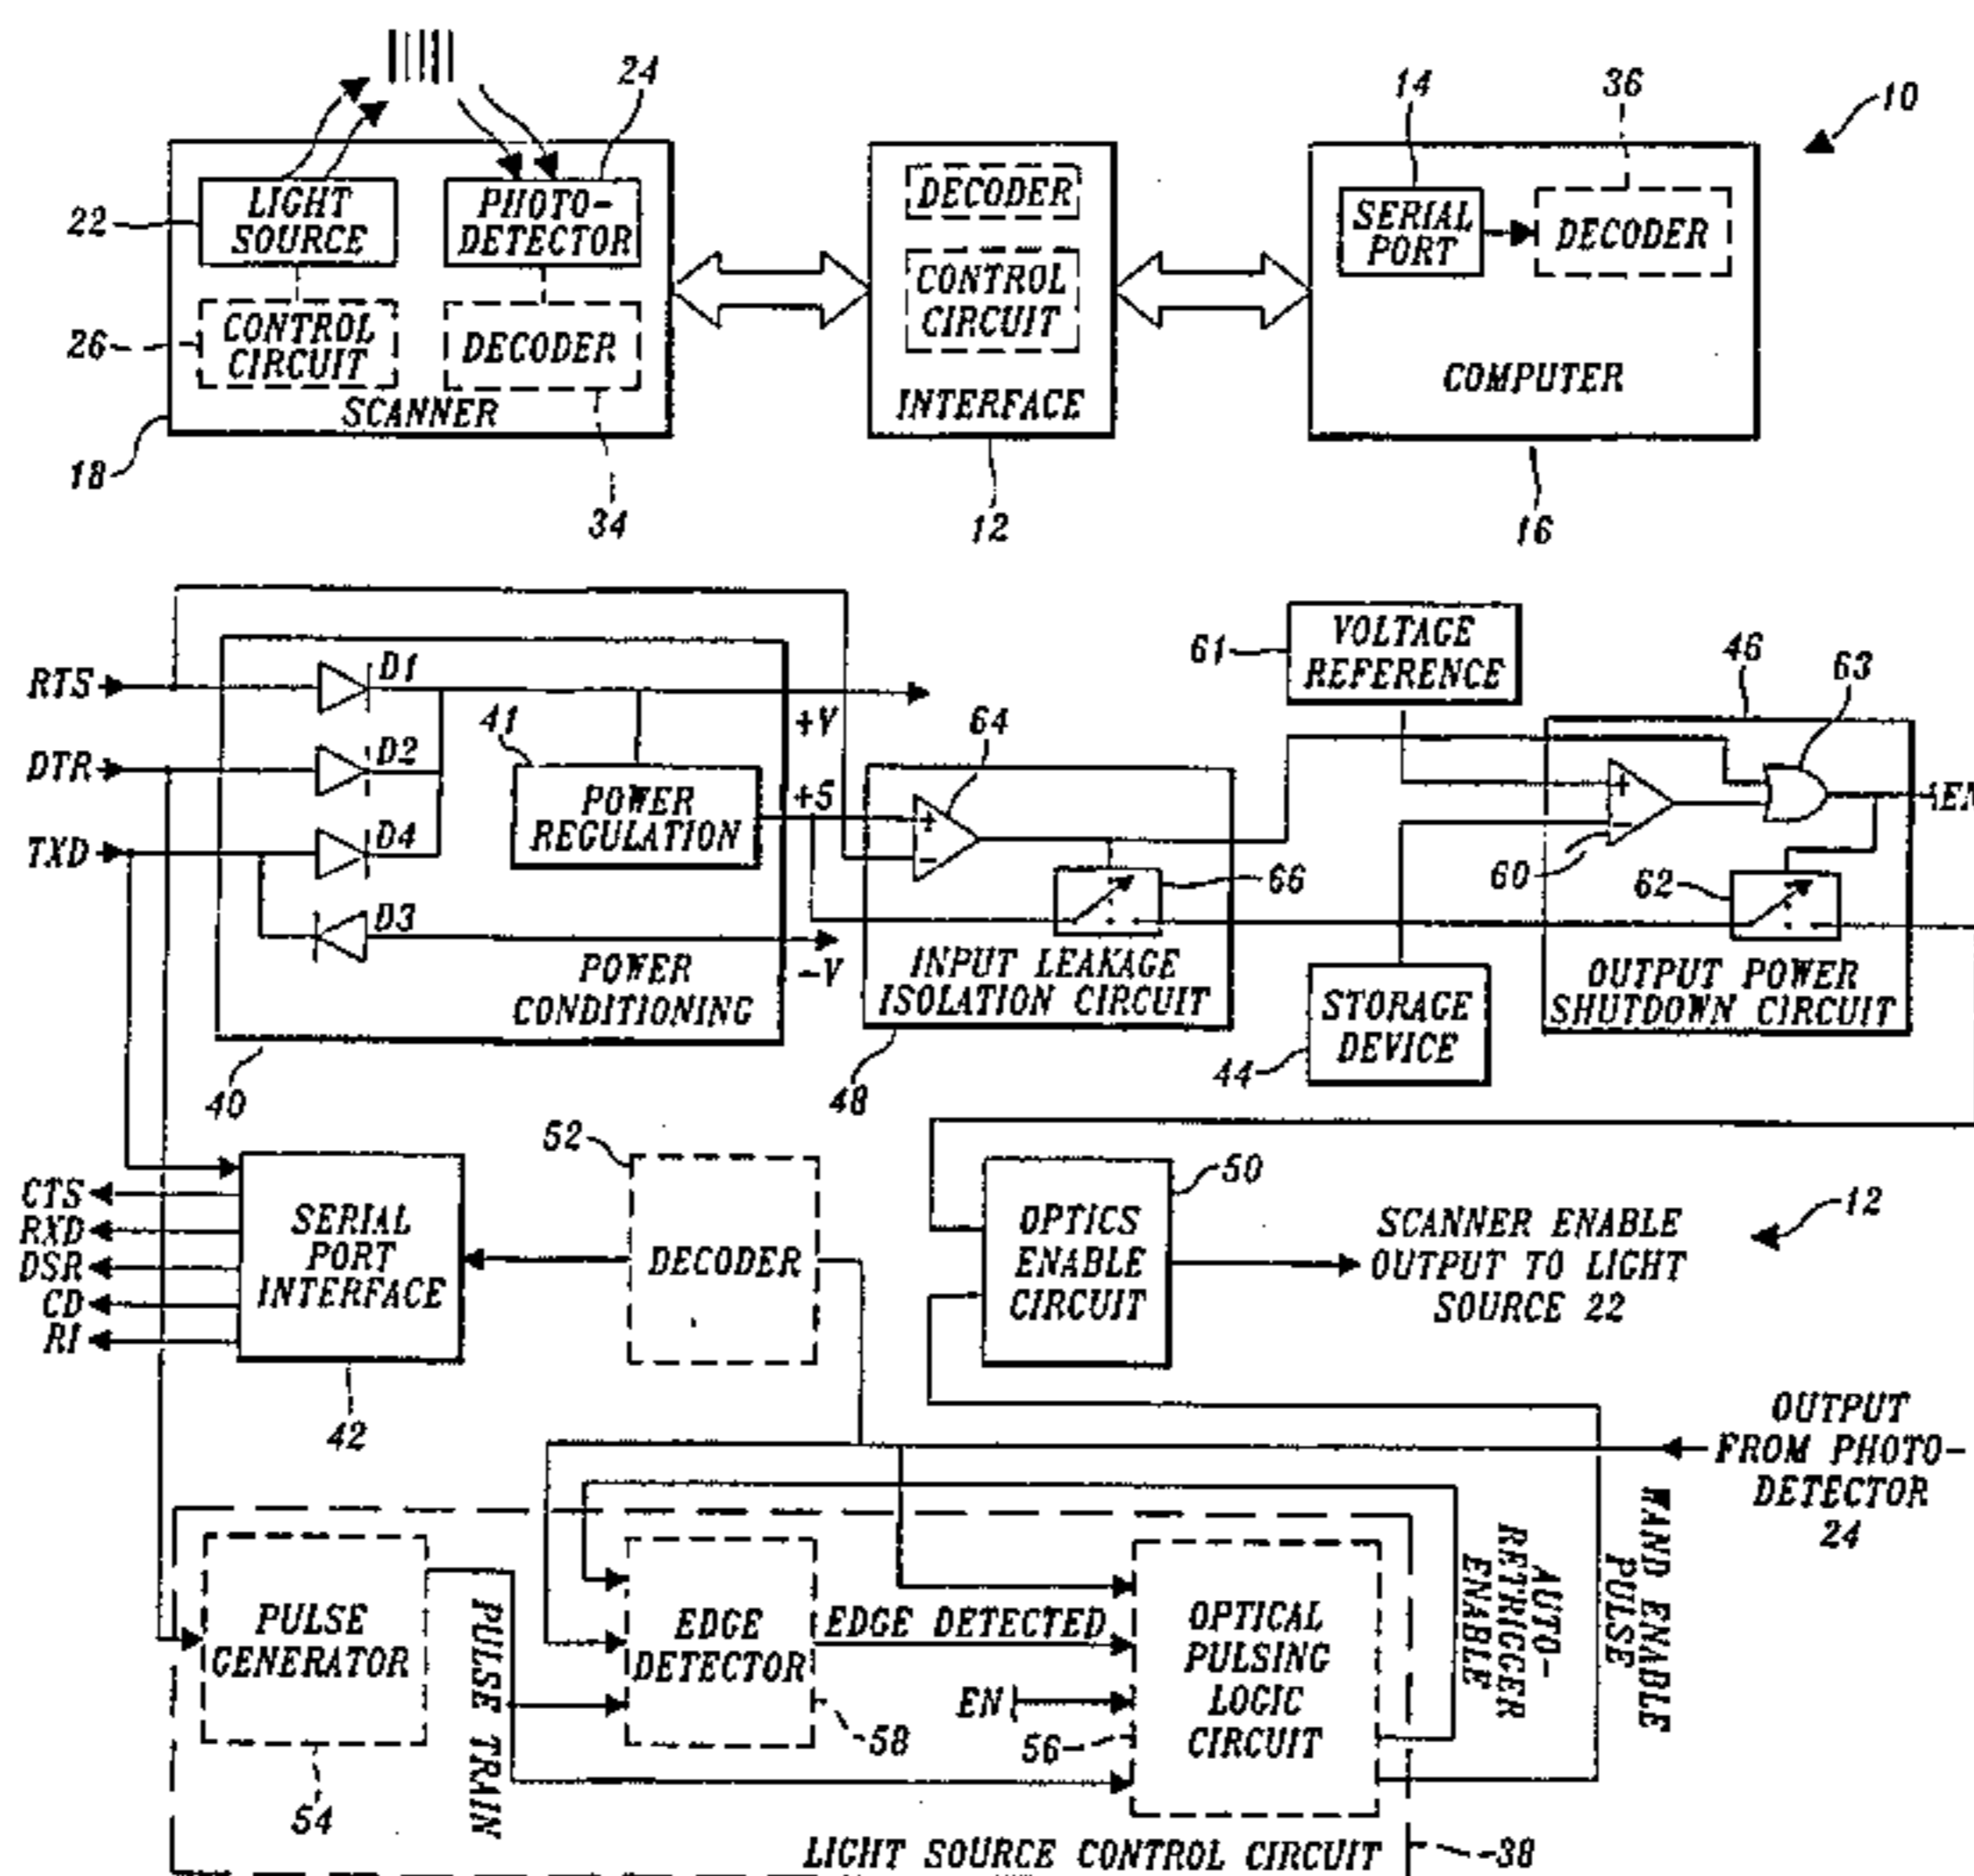 24
14
36
10
22
LIGHT
SOURCE
PHOTO-
DETECTOR
DECODER
CONTROL
CIRCUIT
SERIAL
PORT
DECODER
26
CONTROL
CIRCUIT
DECODER
SCANNER
INTERFACE
COMPUTER
18
34
12
16
RTS
DTR
TXD
D1
D2
D4
D3
41
POWER
REGULATION
+V
+5
-V
POWER
CONDITIONING
40
64
66
INPUT LEAKAGE
ISOLATION CIRCUIT
48
61
VOLTAGE
REFERENCE
46
63
+
-
+
-
60
62
EN
STORAGE
DEVICE
44
OUTPUT POWER
SHUTDOWN CIRCUIT
CTS
RXD
DSR
CD
RI
SERIAL
PORT
INTERFACE
42
52
DECODER
50
OPTICS
ENABLE
CIRCUIT
SCANNER ENABLE
OUTPUT TO LIGHT
SOURCE 22
12
OUTPUT
FROM PHOTO-
DETECTOR
24
PULSE
GENERATOR
54
PULSE TRAIN
EDGE
DETECTOR
58
EDGE DETECTED
EN
56
OPTICAL
PULSING
LOGIC
CIRCUIT
AUTO-
RETRIGGER
ENABLE
WAND ENABLE
PULSE
LIGHT SOURCE CONTROL CIRCUIT
38